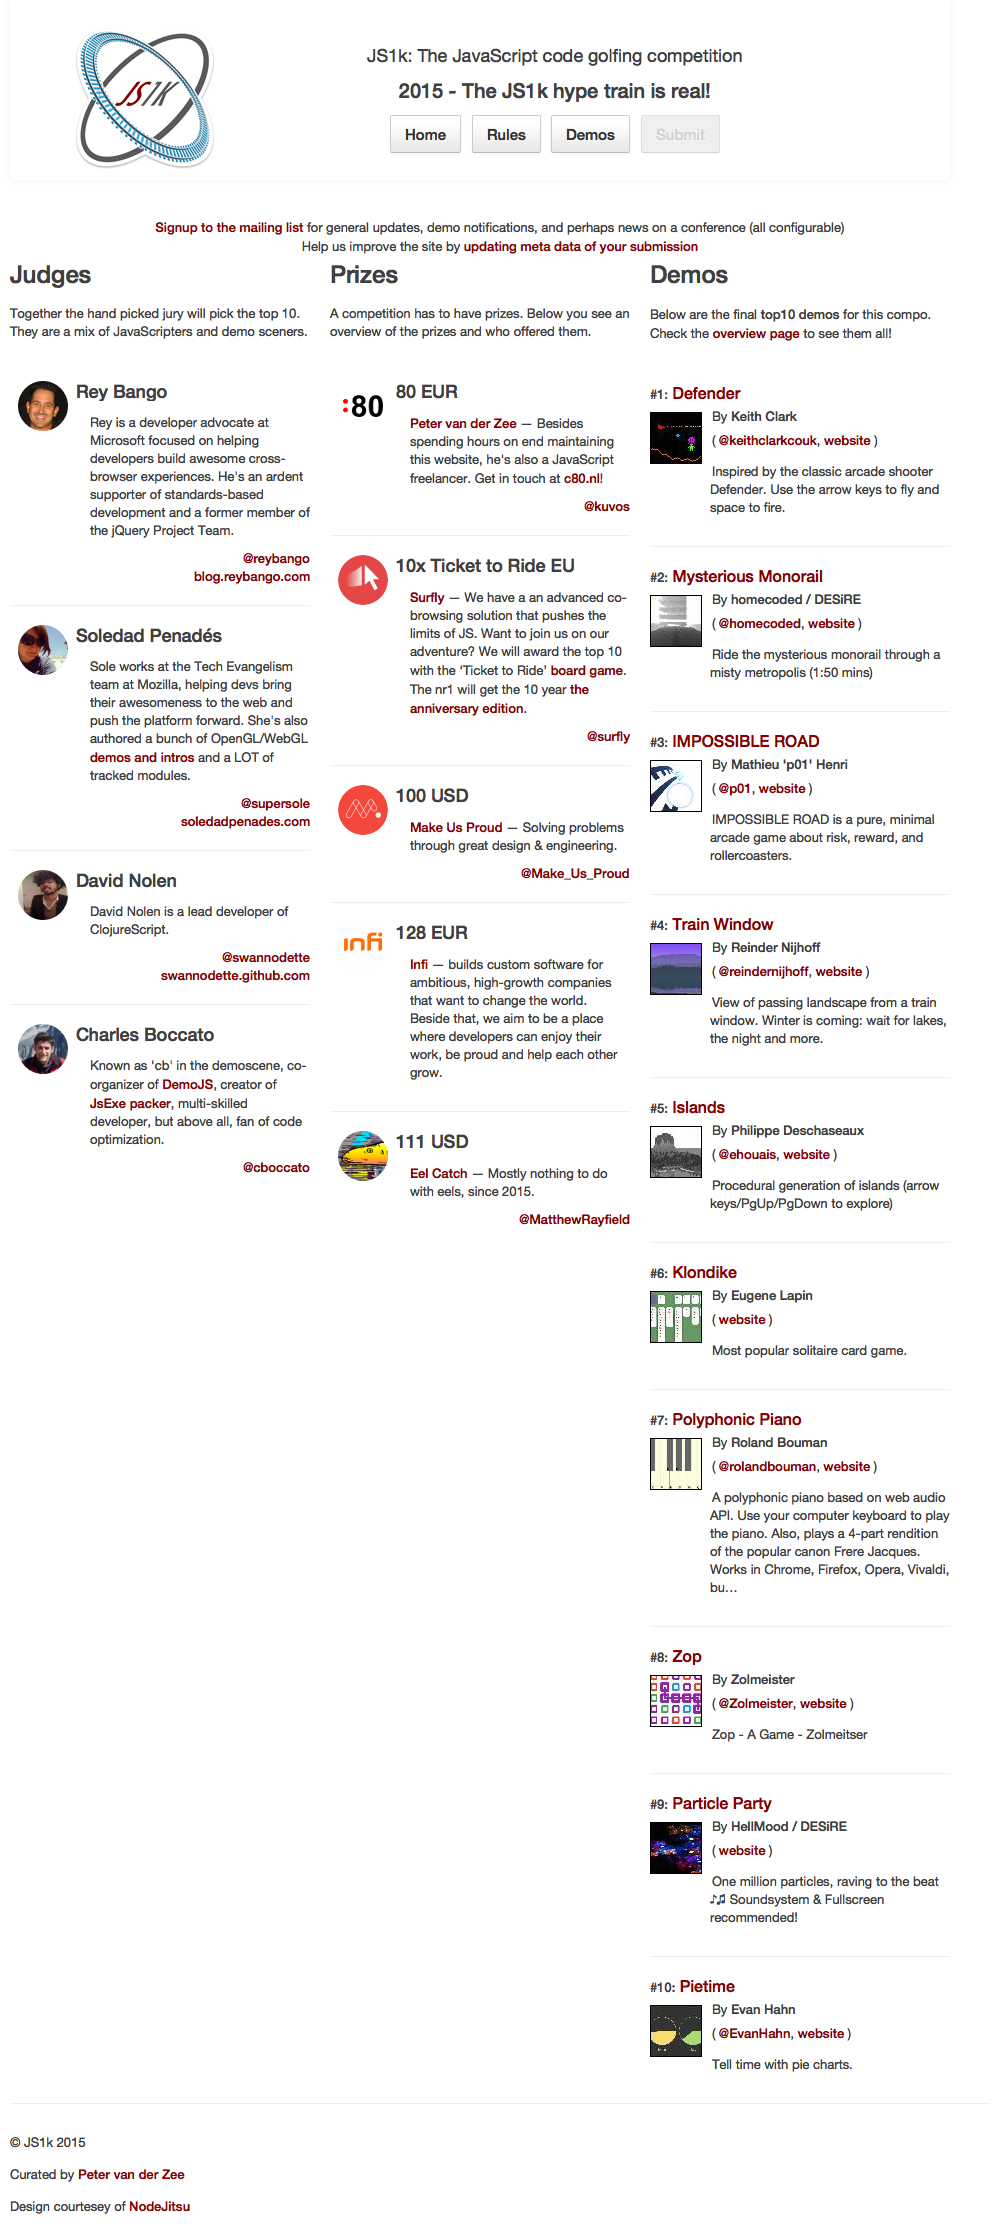 JS1K
JS1k: The JavaScript code golfing competition
2015 - The JS1k hype train is real!
Home
Rules
Demos
Submit
Signup to the mailing list for general updates, demo notifications, and perhaps news on a conference (all configurable)
Help us improve the site by updating meta data of your submission
Judges
Together the hand picked jury will pick the top 10.
They are a mix of JavaScripters and demo sceners.
Rey Bango
Rey is a developer advocate at
Microsoft focused on helping
developers build awesome cross-
browser experiences. He's an ardent
supporter of standards-based
development and a former member of
the jQuery Project Team.
@reybango
blog.reybango.com
Soledad Penadés
Sole works at the Tech Evangelism
team at Mozilla, helping devs bring
their awesomeness to the web and
push the platform forward. She's also
authored a bunch of OpenGL/WebGL
demos and intros and a LOT of
tracked modules.
@supersole
soledadpenades.com
David Nolen
David Nolen is a lead developer of
ClojureScript.
@swannodette
swannodette.github.com
Charles Boccato
Known as 'cb' in the demoscene, co-
organizer of DemoJS, creator of
JsExe packer, multi-skilled
developer, but above all, fan of code
optimization.
@cboccato
Prizes
A competition has to have prizes. Below you see an
overview of the prizes and who offered them.
:80
80 EUR
Peter van der Zee — Besides
spending hours on end maintaining
this website, he's also a JavaScript
freelancer. Get in touch at c80.nl!
@kuvos
10x Ticket to Ride EU
Surfly — We have a an advanced co-
browsing solution that pushes the
limits of JS. Want to join us on our
adventure? We will award the top 10
with the 'Ticket to Ride' board game.
The nr1 will get the 10 year the
anniversary edition.
@surfly
100 USD
Make Us Proud — Solving problems
through great design & engineering.
@Make_Us_Proud
infi
128 EUR
Infi — builds custom software for
ambitious, high-growth companies
that want to change the world.
Beside that, we aim to be a place
where developers can enjoy their
work, be proud and help each other
grow.
111 USD
Eel Catch — Mostly nothing to do
with eels, since 2015.
@MatthewRayfield
Demos
Below are the final top10 demos for this compo.
Check the overview page to see them all!
#1: Defender
By Keith Clark
( @keithclarkcouk, website )
Inspired by the classic arcade shooter
Defender. Use the arrow keys to fly and
space to fire.
#2: Mysterious Monorail
By homecoded / DESiRE
( @homecoded, website )
Ride the mysterious monorail through a
misty metropolis (1:50 mins)
#3: IMPOSSIBLE ROAD
By Mathieu 'p01' Henri
( @p01, website )
IMPOSSIBLE ROAD is a pure, minimal
arcade game about risk, reward, and
rollercoasters.
#4: Train Window
By Reinder Nijhoff
( @reindernijhoff, website )
View of passing landscape from a train
window. Winter is coming: wait for lakes,
the night and more.
#5: Islands
By Philippe Deschaseaux
( @ehouais, website )
Procedural generation of islands (arrow
keys/PgUp/PgDown to explore)
#6: Klondike
By Eugene Lapin
( website )
Most popular solitaire card game.
#7: Polyphonic Piano
By Roland Bouman
( @rolandbouman, website )
A polyphonic piano based on web audio
API. Use your computer keyboard to play
the piano. Also, plays a 4-part rendition
of the popular canon Frere Jacques.
Works in Chrome, Firefox, Opera, Vivaldi,
bu…
#8: Zop
By Zolmeister
( @Zolmeister, website )
Zop - A Game - Zolmeitser
#9: Particle Party
By HellMood / DESiRE
( website )
One million particles, raving to the beat
♪♫ Soundsystem & Fullscreen
recommended!
#10: Pietime
By Evan Hahn
( @EvanHahn, website )
Tell time with pie charts.
© JS1k 2015
Curated by Peter van der Zee
Design courtesey of NodeJitsu